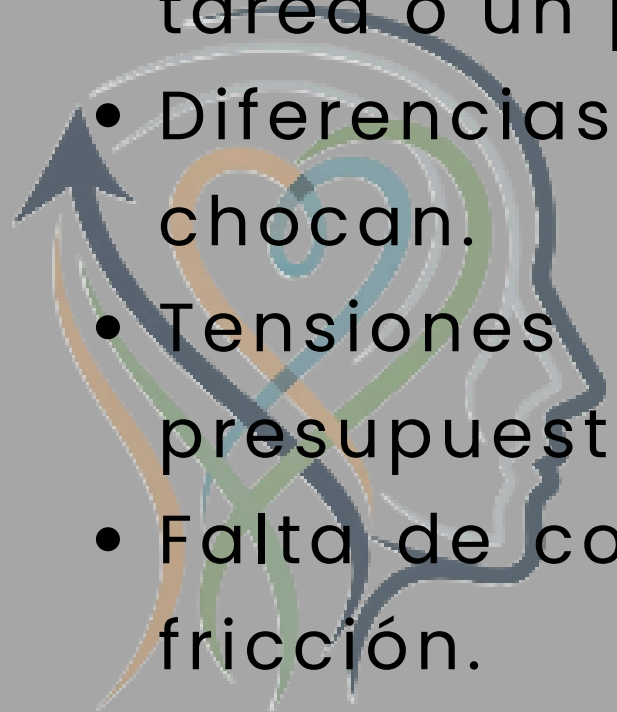 tarea o un
• Diferencias
chocan.
• Tensiones
presupuest
• Falta de co
fricción.